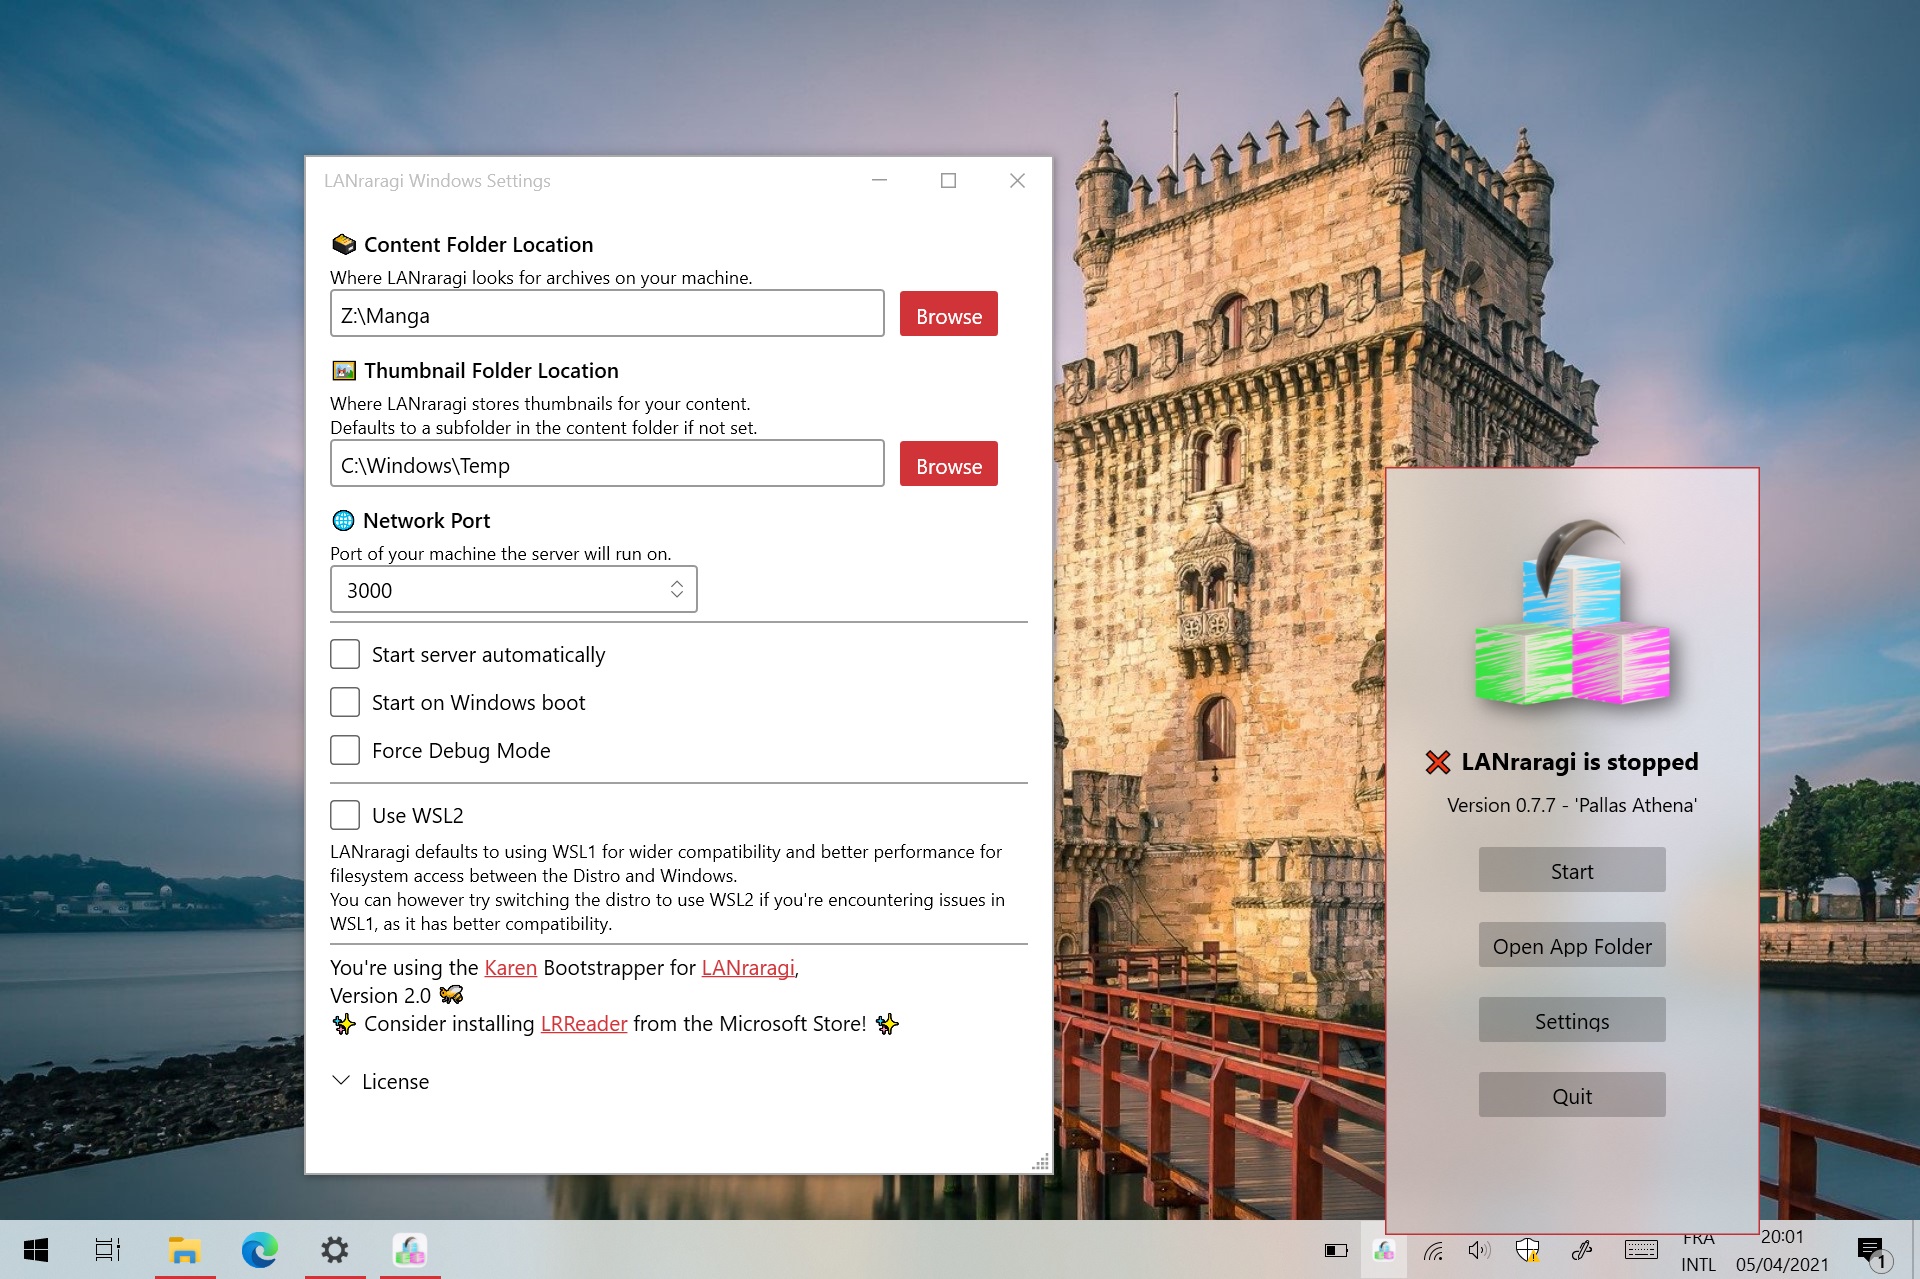 LANraragi Windows Settings
Content Folder Location
Where LANraragi looks for archives on your machine.
Z:\Manga
Browse
Thumbnail Folder Location
Where LANraragi stores thumbnails for your content.
Defaults to a subfolder in the content folder if not set.
C:\Windows\Temp
Browse
Network Port
Port of your machine the server will run on.
3000
Start server automatically
Start on Windows boot
Force Debug Mode
Use WSL2
LANraragi defaults to using WSL1 for wider compatibility and better performance for
filesystem access between the Distro and Windows.
You can however try switching the distro to use WSL2 if you're encountering issues in
WSL1, as it has better compatibility.
You're using the Karen Bootstrapper for LANraragi,
Version 2.0
Consider installing LRReader from the Microsoft Store!
License
LANraragi is stopped
Version 0.7.7 - 'Pallas Athena'
Start
Open App Folder
Settings
Quit
FRA
INTL
20:01
05/04/2021
1